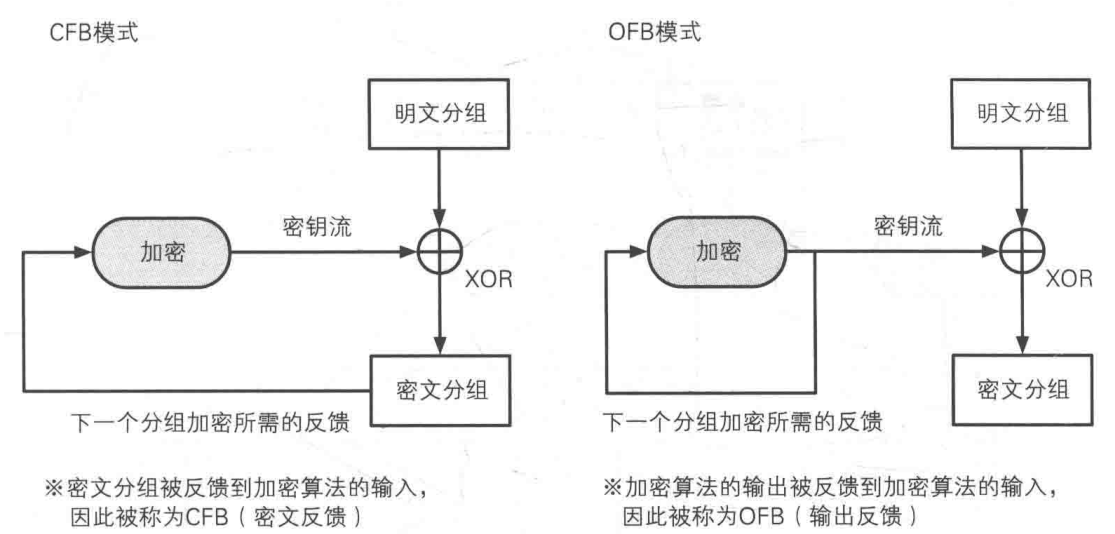 CFB模式
明文分组
加密
密钥流
XOR
密文分组
下一个分组加密所需的反馈
※密文分组被反馈到加密算法的输入，
因此被称为CFB（密文反馈）
OFB模式
明文分组
加密
密钥流
XOR
密文分组
下一个分组加密所需的反馈
※加密算法的输出被反馈到加密算法的输入，
因此被称为OFB（输出反馈）